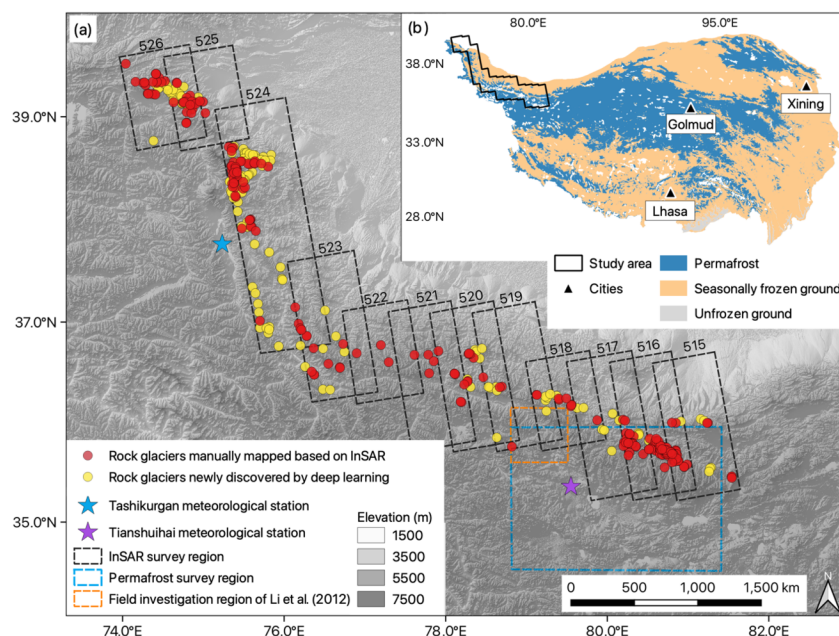 (a)
526
525
524
523
522
521
520
519
518
517
516
515
39.0°N
37.0°N
35.0°N
74.0°E
76.0°E
78.0°E
80.0°E
82.0°E
(b)
80.0°E
95.0°E
38.0°N
33.0°N
28.0°N
Xining
Golmud
Lhasa
Study area
Permafrost
Cities
Seasonally frozen ground
Unfrozen ground
Rock glaciers manually mapped based on InSAR
Rock glaciers newly discovered by deep learning
Tashikurgan meteorological station
Tianshuihai meteorological station
InSAR survey region
Permafrost survey region
Field investigation region of Li et al. (2012)
Elevation (m)
1500
3500
5500
7500
0 500 1,000 1,500 km
N